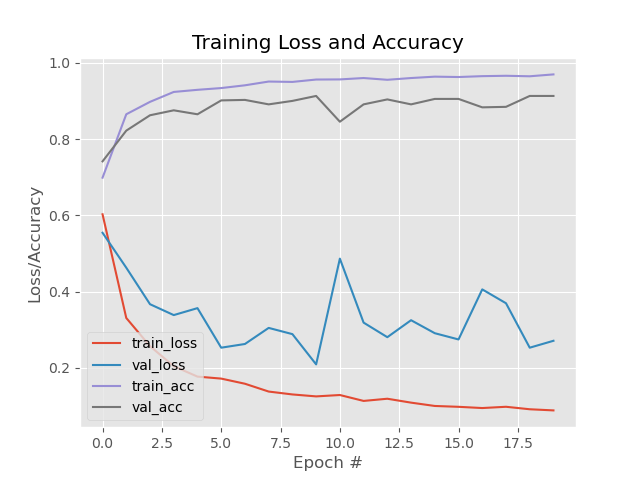 Training Loss and Accuracy
1.0
0.8
0.6
0.4
0.2
Loss/Accuracy
train_loss
val_loss
train_acc
val_acc
0.0 2.5 5.0 7.5 10.0 12.5 15.0 17.5
Epoch #